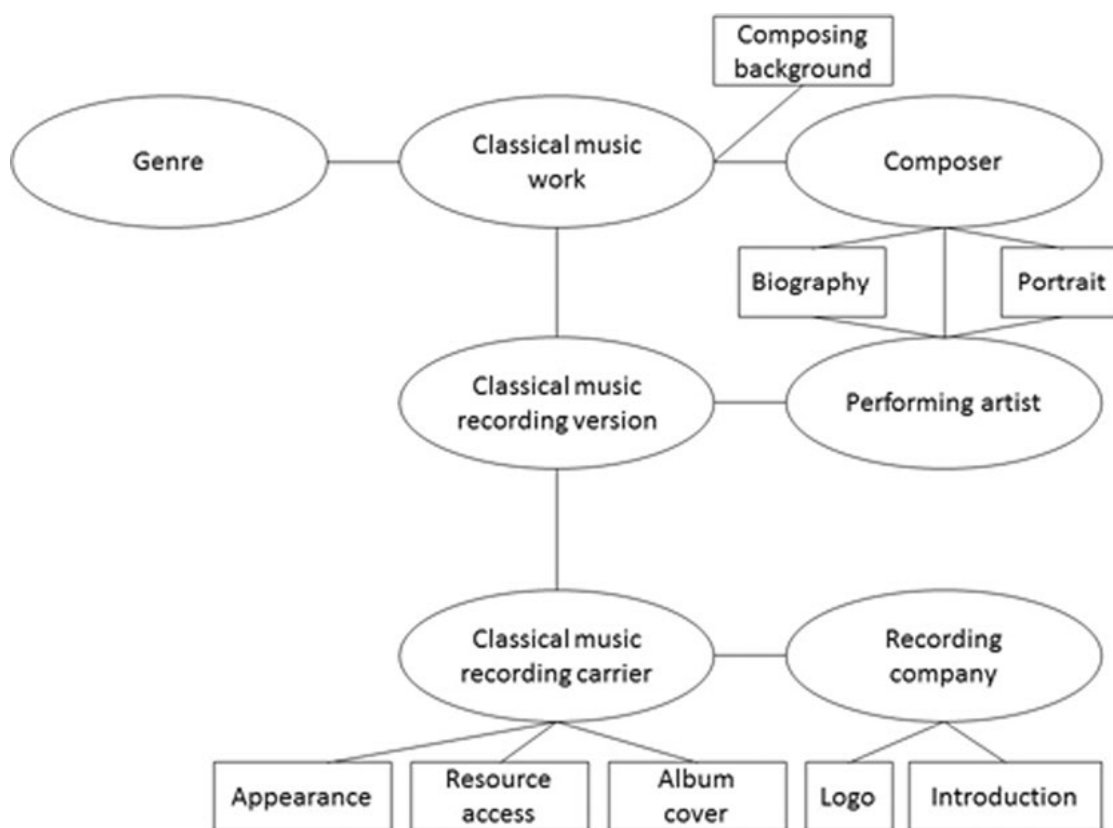 Composing
background
Genre
Classical music
work
Composer
Biography
Portrait
Classical music
recording version
Performing artist
Classical music
recording carrier
Recording
company
Appearance
Resource
access
Album
cover
Logo
Introduction